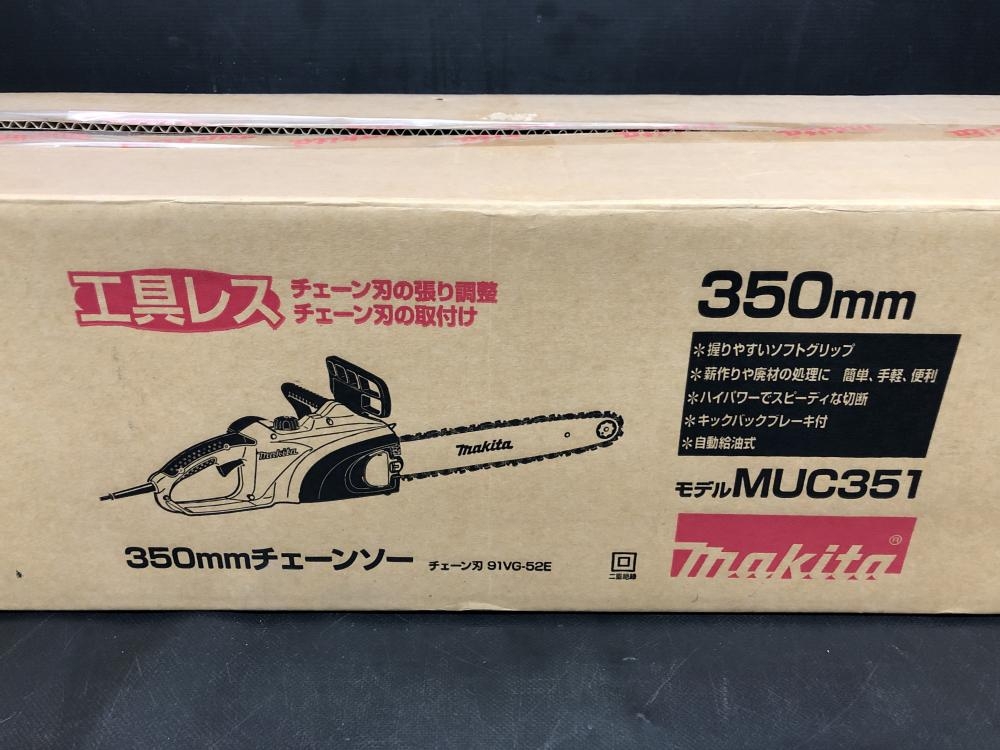 makita
makita
makita
makita
makita
工具レス
チェーン刃の張り調整
チェーン刃の取付け
350mm
＊握りやすいソフトグリップ
＊薪作りや廃材の処理に 簡単、手軽、便利
＊ハイパワーでスピーディな切断
＊キックバックブレーキ付
＊自動給油式
makita
makita
モデルMUC351
makita®
350mmチェーンソー
チェーン刃 91VG-52E
回
二重絶縁